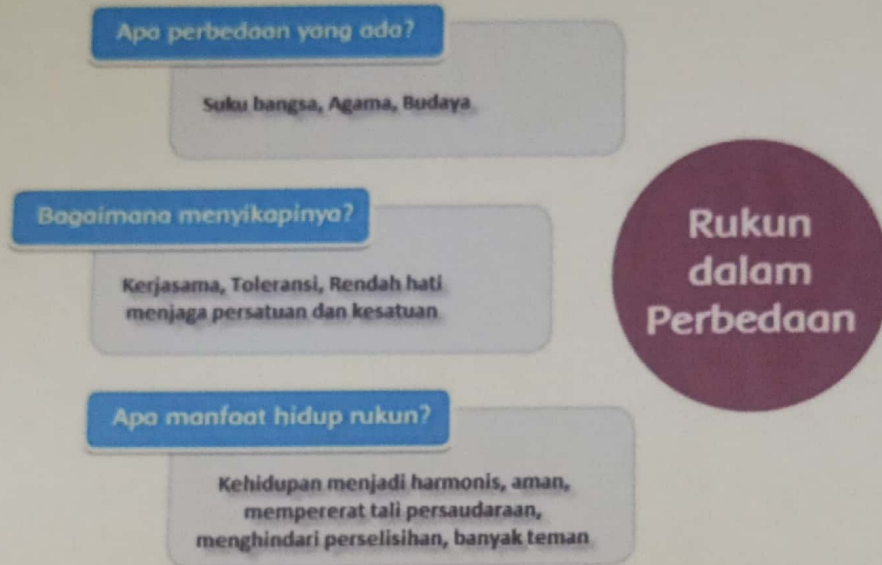 Apa perbedaan yang ada?
Suku bangsa, Agama, Budaya
Bagaimana menyikapinya?
Kerjasama, Toleransi, Rendah hati
menjaga persatuan dan kesatuan
Apa manfaat hidup rukun?
Kehidupan menjadi harmonis, aman,
mempererat tali persaudaraan,
menghindari perselisihan, banyak teman
Rukun
dalam
Perbedaan